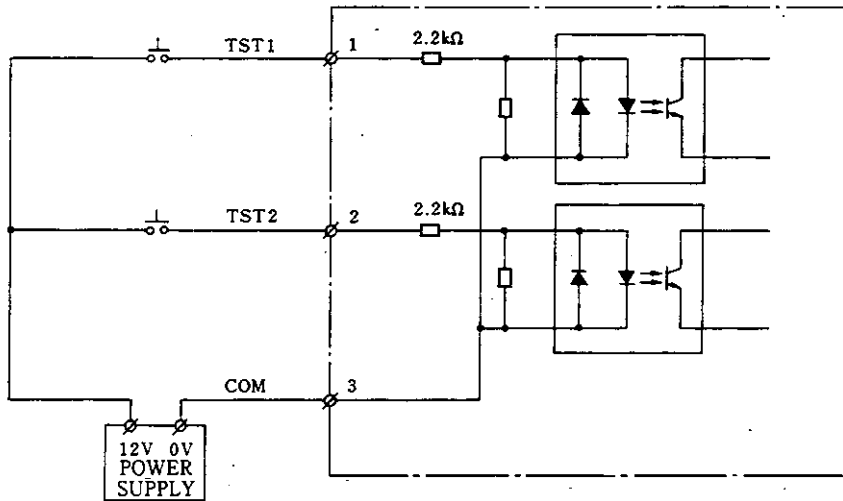 TST1
1
2.2kΩ
TST2
2
2.2kΩ
COM
3
12V 0V
POWER
SUPPLY